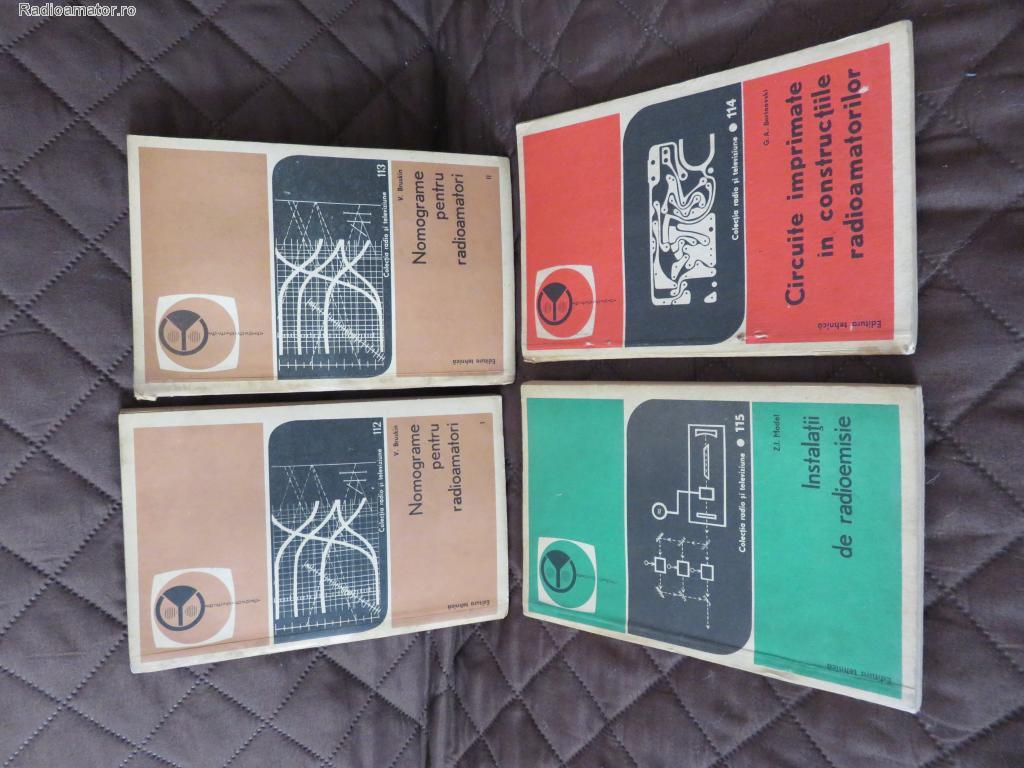 Radioamator.ro
113
Colecția radio și televiziune
V. Bruskin
Nomograme
pentru
radioamatori
II
Editura tehnică
Colecția radio și televiziune • 114
G. A. Bortnovski
Circuite imprimate
in construcțiile
radioamatorilor
Editura tehnică
112
Colecția radio și televiziune
V. Bruskin
Nomograme
pentru
radioamatori
I
Editura tehnică
Colecția radio și televiziune • 115
Z.I. Model
Instalații
de radioemisie
Editura tehnică